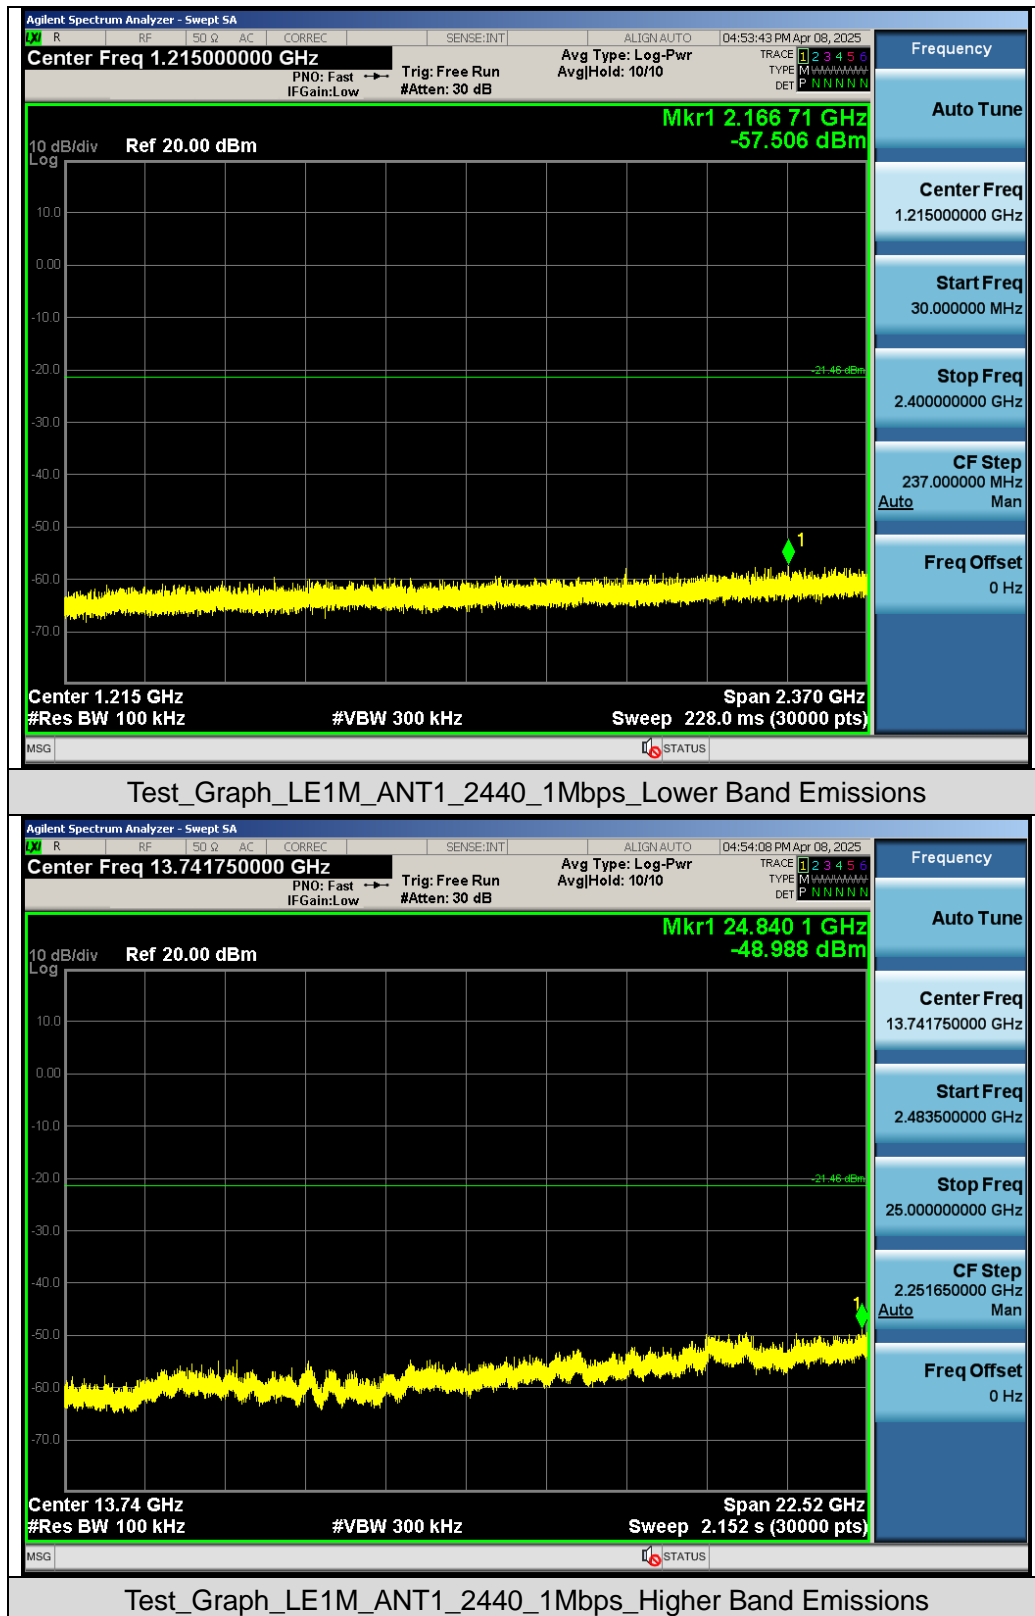 Agilent Spectrum Analyzer - Swept SA
LXI R RF 50 Ω AC CORREC SENSE:INT ALIGN AUTO 04:53:43 PM Apr 08, 2025
Center Freq 1.215000000 GHz
PNO: Fast
IFGain:Low
Trig: Free Run
#Atten: 30 dB
Avg Type: Log-Pwr
Avg|Hold: 10/10
TRACE 1 2 3 4 5 6
TYPE M
DET P N N N N N
Mkr1 2.166 71 GHz
-57.506 dBm
10 dB/div Ref 20.00 dBm
Log
10.0
0.00
-10.0
-20.0
-21.46 dBm
-30.0
-40.0
-50.0
1
-60.0
-70.0
Center 1.215 GHz Span 2.370 GHz
#Res BW 100 kHz #VBW 300 kHz Sweep 228.0 ms (30000 pts)
MSG STATUS
Frequency
Auto Tune
Center Freq
1.215000000 GHz
Start Freq
30.000000 MHz
Stop Freq
2.400000000 GHz
CF Step
237.000000 MHz
Auto Man
Freq Offset
0 Hz
Test_Graph_LE1M_ANT1_2440_1Mbps_Lower Band Emissions
Agilent Spectrum Analyzer - Swept SA
LXI R RF 50 Ω AC CORREC SENSE:INT ALIGN AUTO 04:54:08 PM Apr 08, 2025
Center Freq 13.741750000 GHz
PNO: Fast
IFGain:Low
Trig: Free Run
#Atten: 30 dB
Avg Type: Log-Pwr
Avg|Hold: 10/10
TRACE 1 2 3 4 5 6
TYPE M
DET P N N N N N
Mkr1 24.840 1 GHz
-48.988 dBm
10 dB/div Ref 20.00 dBm
Log
10.0
0.00
-10.0
-20.0
-21.46 dBm
-30.0
-40.0
1
-50.0
-60.0
-70.0
Center 13.74 GHz Span 22.52 GHz
#Res BW 100 kHz #VBW 300 kHz Sweep 2.152 s (30000 pts)
MSG STATUS
Frequency
Auto Tune
Center Freq
13.741750000 GHz
Start Freq
2.483500000 GHz
Stop Freq
25.000000000 GHz
CF Step
2.251650000 GHz
Auto Man
Freq Offset
0 Hz
Test_Graph_LE1M_ANT1_2440_1Mbps_Higher Band Emissions